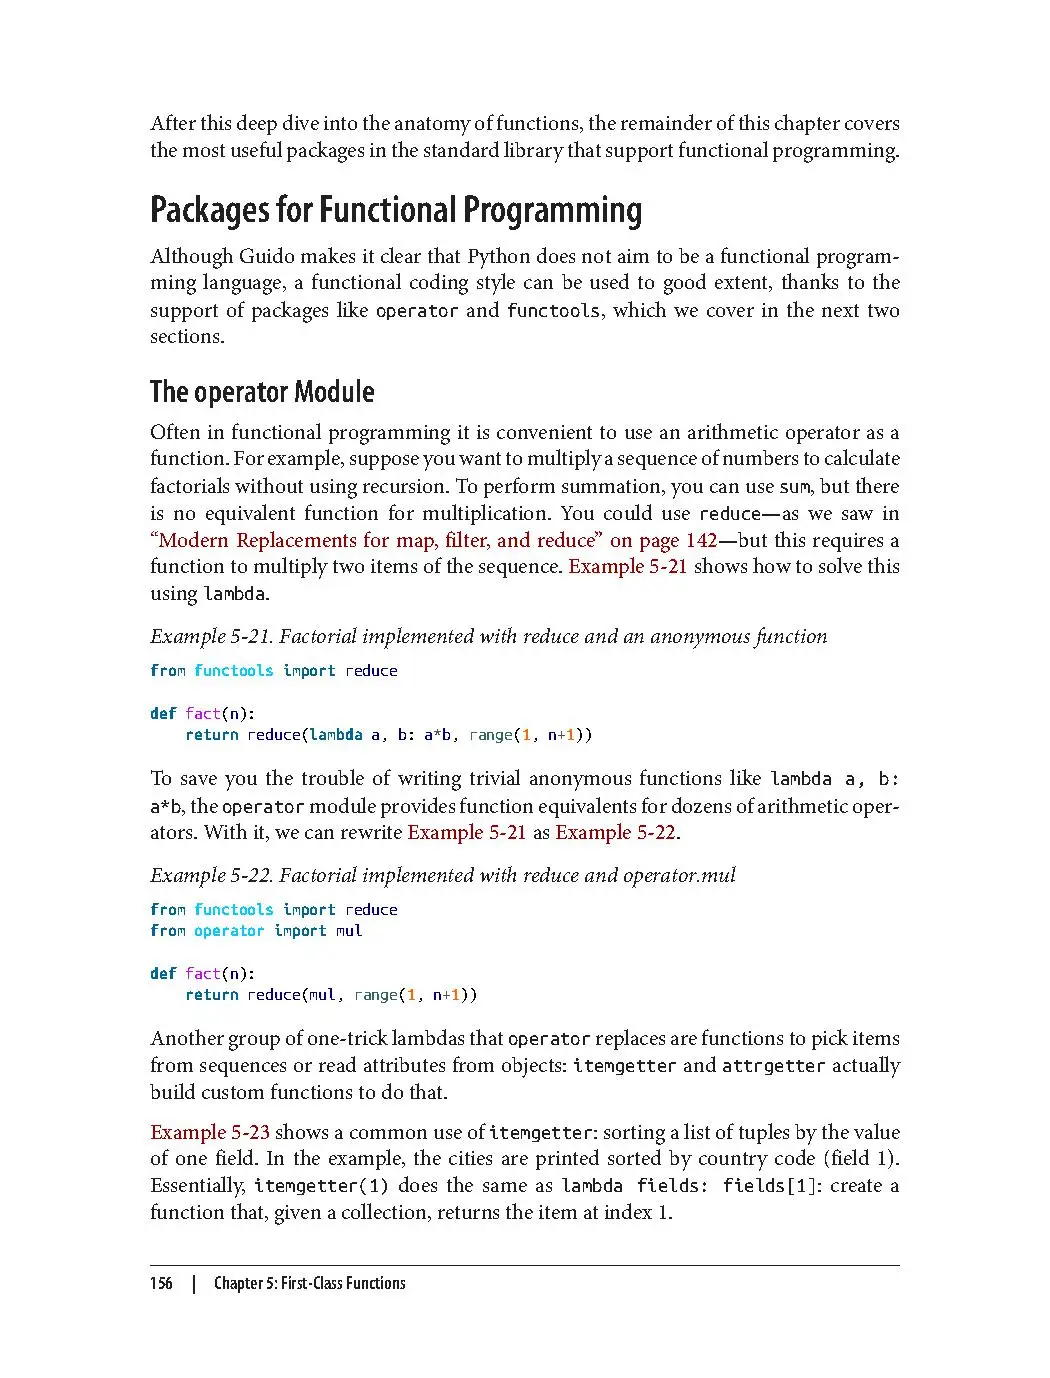 After this deep dive into the anatomy of functions, the remainder of this chapter covers
the most useful packages in the standard library that support functional programming.
Packages for Functional Programming
Although Guido makes it clear that Python does not aim to be a functional program-
ming language, a functional coding style can be used to good extent, thanks to the
support of packages like operator and functools, which we cover in the next two
sections.
The operator Module
Often in functional programming it is convenient to use an arithmetic operator as a
function. For example, suppose you want to multiply a sequence of numbers to calculate
factorials without using recursion. To perform summation, you can use sum, but there
is no equivalent function for multiplication. You could use reduce—as we saw in
“Modern Replacements for map, filter, and reduce” on page 142—but this requires a
function to multiply two items of the sequence. Example 5-21 shows how to solve this
using lambda.
Example 5-21. Factorial implemented with reduce and an anonymous function
from functools import reduce
def fact(n):
    return reduce(lambda a, b: a*b, range(1, n+1))
To save you the trouble of writing trivial anonymous functions like lambda a, b:
a*b, the operator module provides function equivalents for dozens of arithmetic oper-
ators. With it, we can rewrite Example 5-21 as Example 5-22.
Example 5-22. Factorial implemented with reduce and operator.mul
from functools import reduce
from operator import mul
def fact(n):
    return reduce(mul, range(1, n+1))
Another group of one-trick lambdas that operator replaces are functions to pick items
from sequences or read attributes from objects: itemgetter and attrgetter actually
build custom functions to do that.
Example 5-23 shows a common use of itemgetter: sorting a list of tuples by the value
of one field. In the example, the cities are printed sorted by country code (field 1).
Essentially, itemgetter(1) does the same as lambda fields: fields[1]: create a
function that, given a collection, returns the item at index 1.
156 | Chapter 5: First-Class Functions